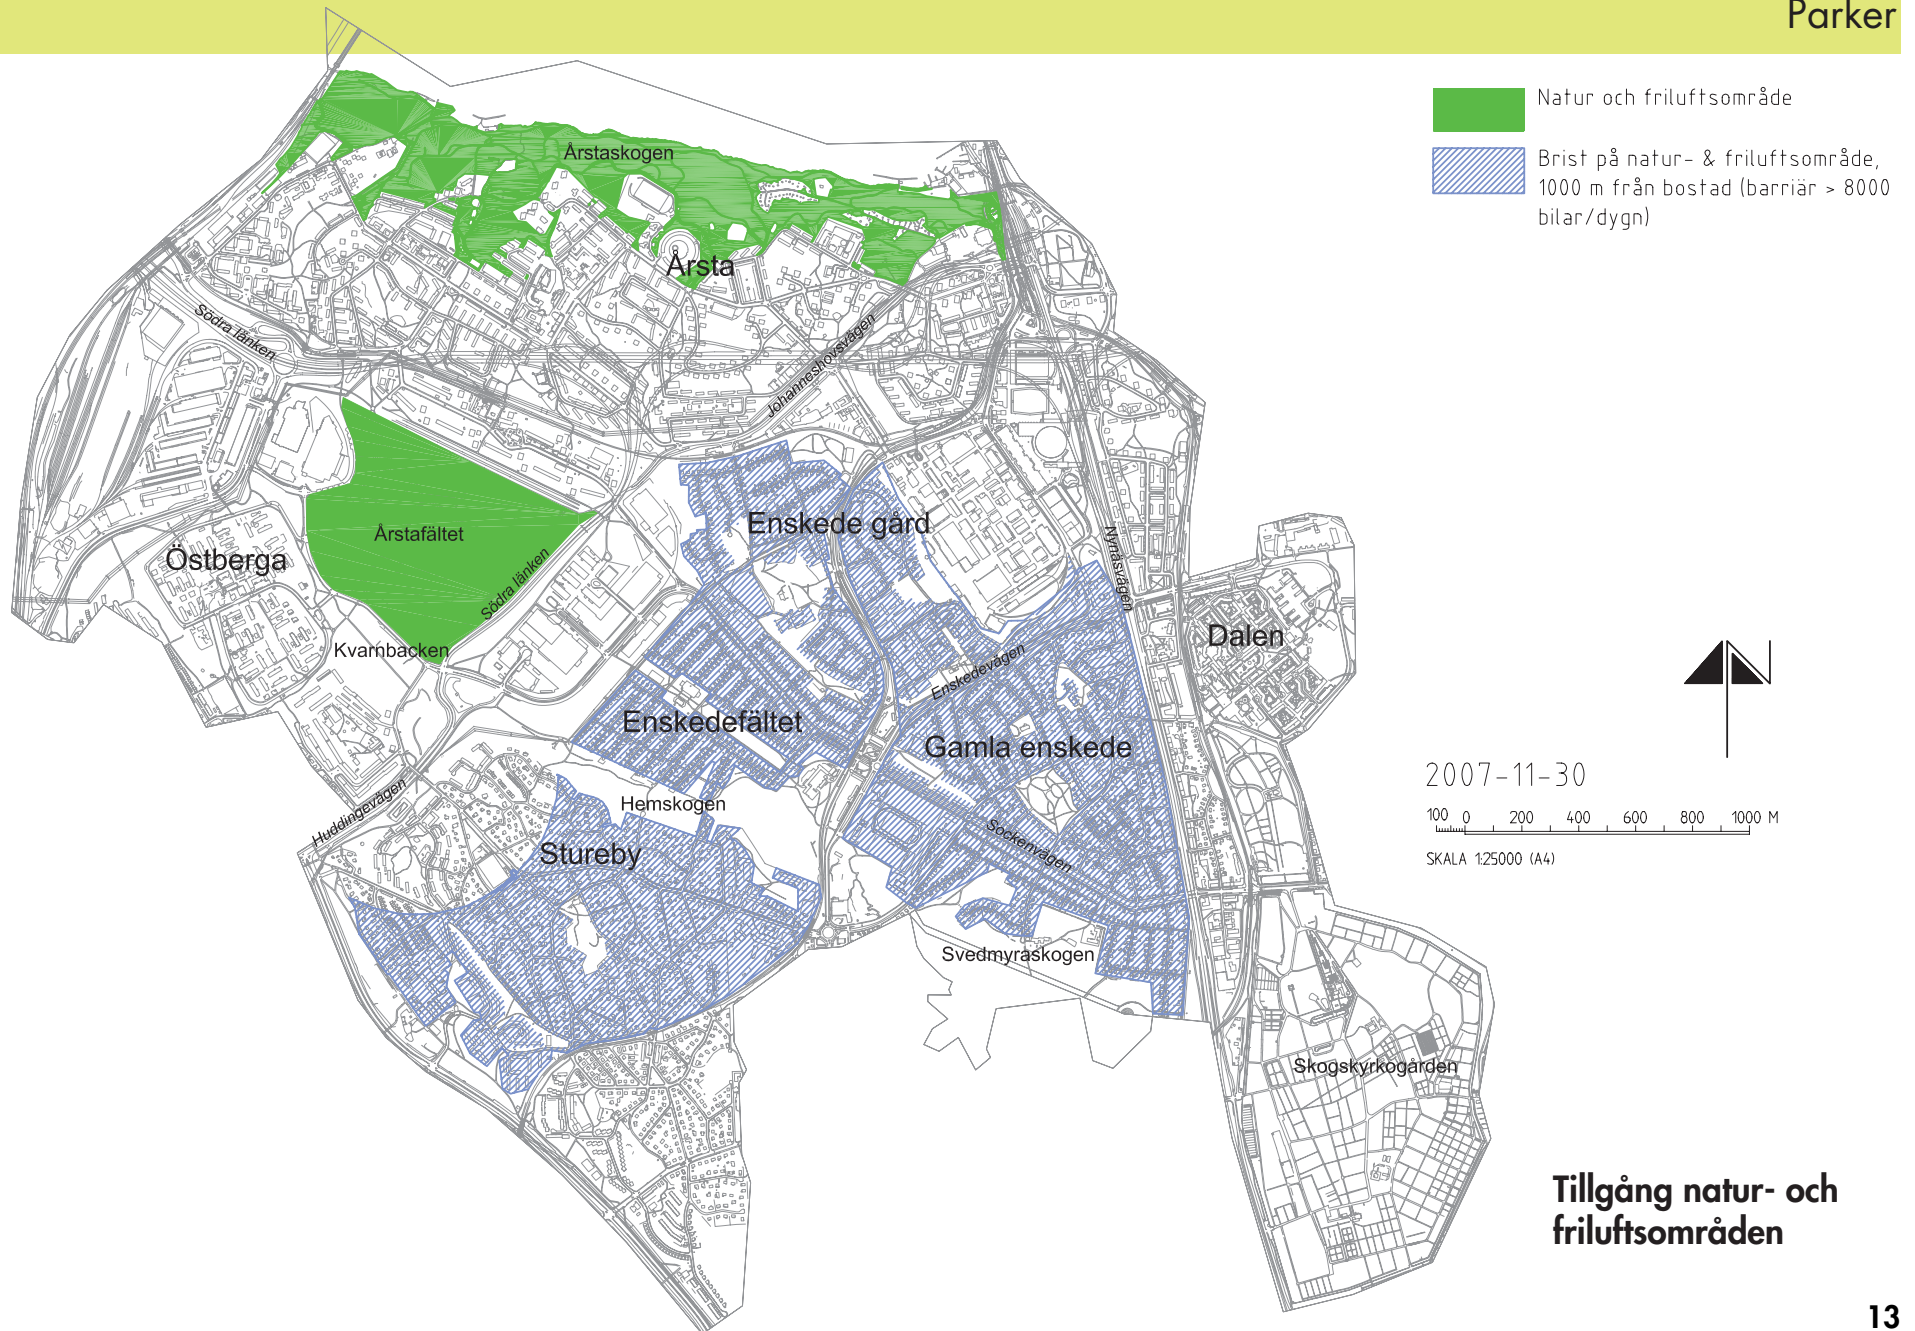 Parker
Natur och friluftsområde
Brist på natur- & friluftsområde,
1000 m från bostad (barriär > 8000
bilar/dygn)
Årstaskogen
Årsta
Södra länken
Johanneshovsvägen
Årstafältet
Östberga
Södra länken
Enskede gård
Nynäsvägen
Kvarnbacken
Dalen
Enskedevägen
Enskedefältet
Gamla enskede
Huddingevägen
Hemskogen
Stureby
Sockenvägen
Svedmyraskogen
Skogskyrkogården
2007-11-30
100 0 200 400 600 800 1000 M
SKALA 1:25000 (A4)
Tillgång natur- och
friluftsområden
13